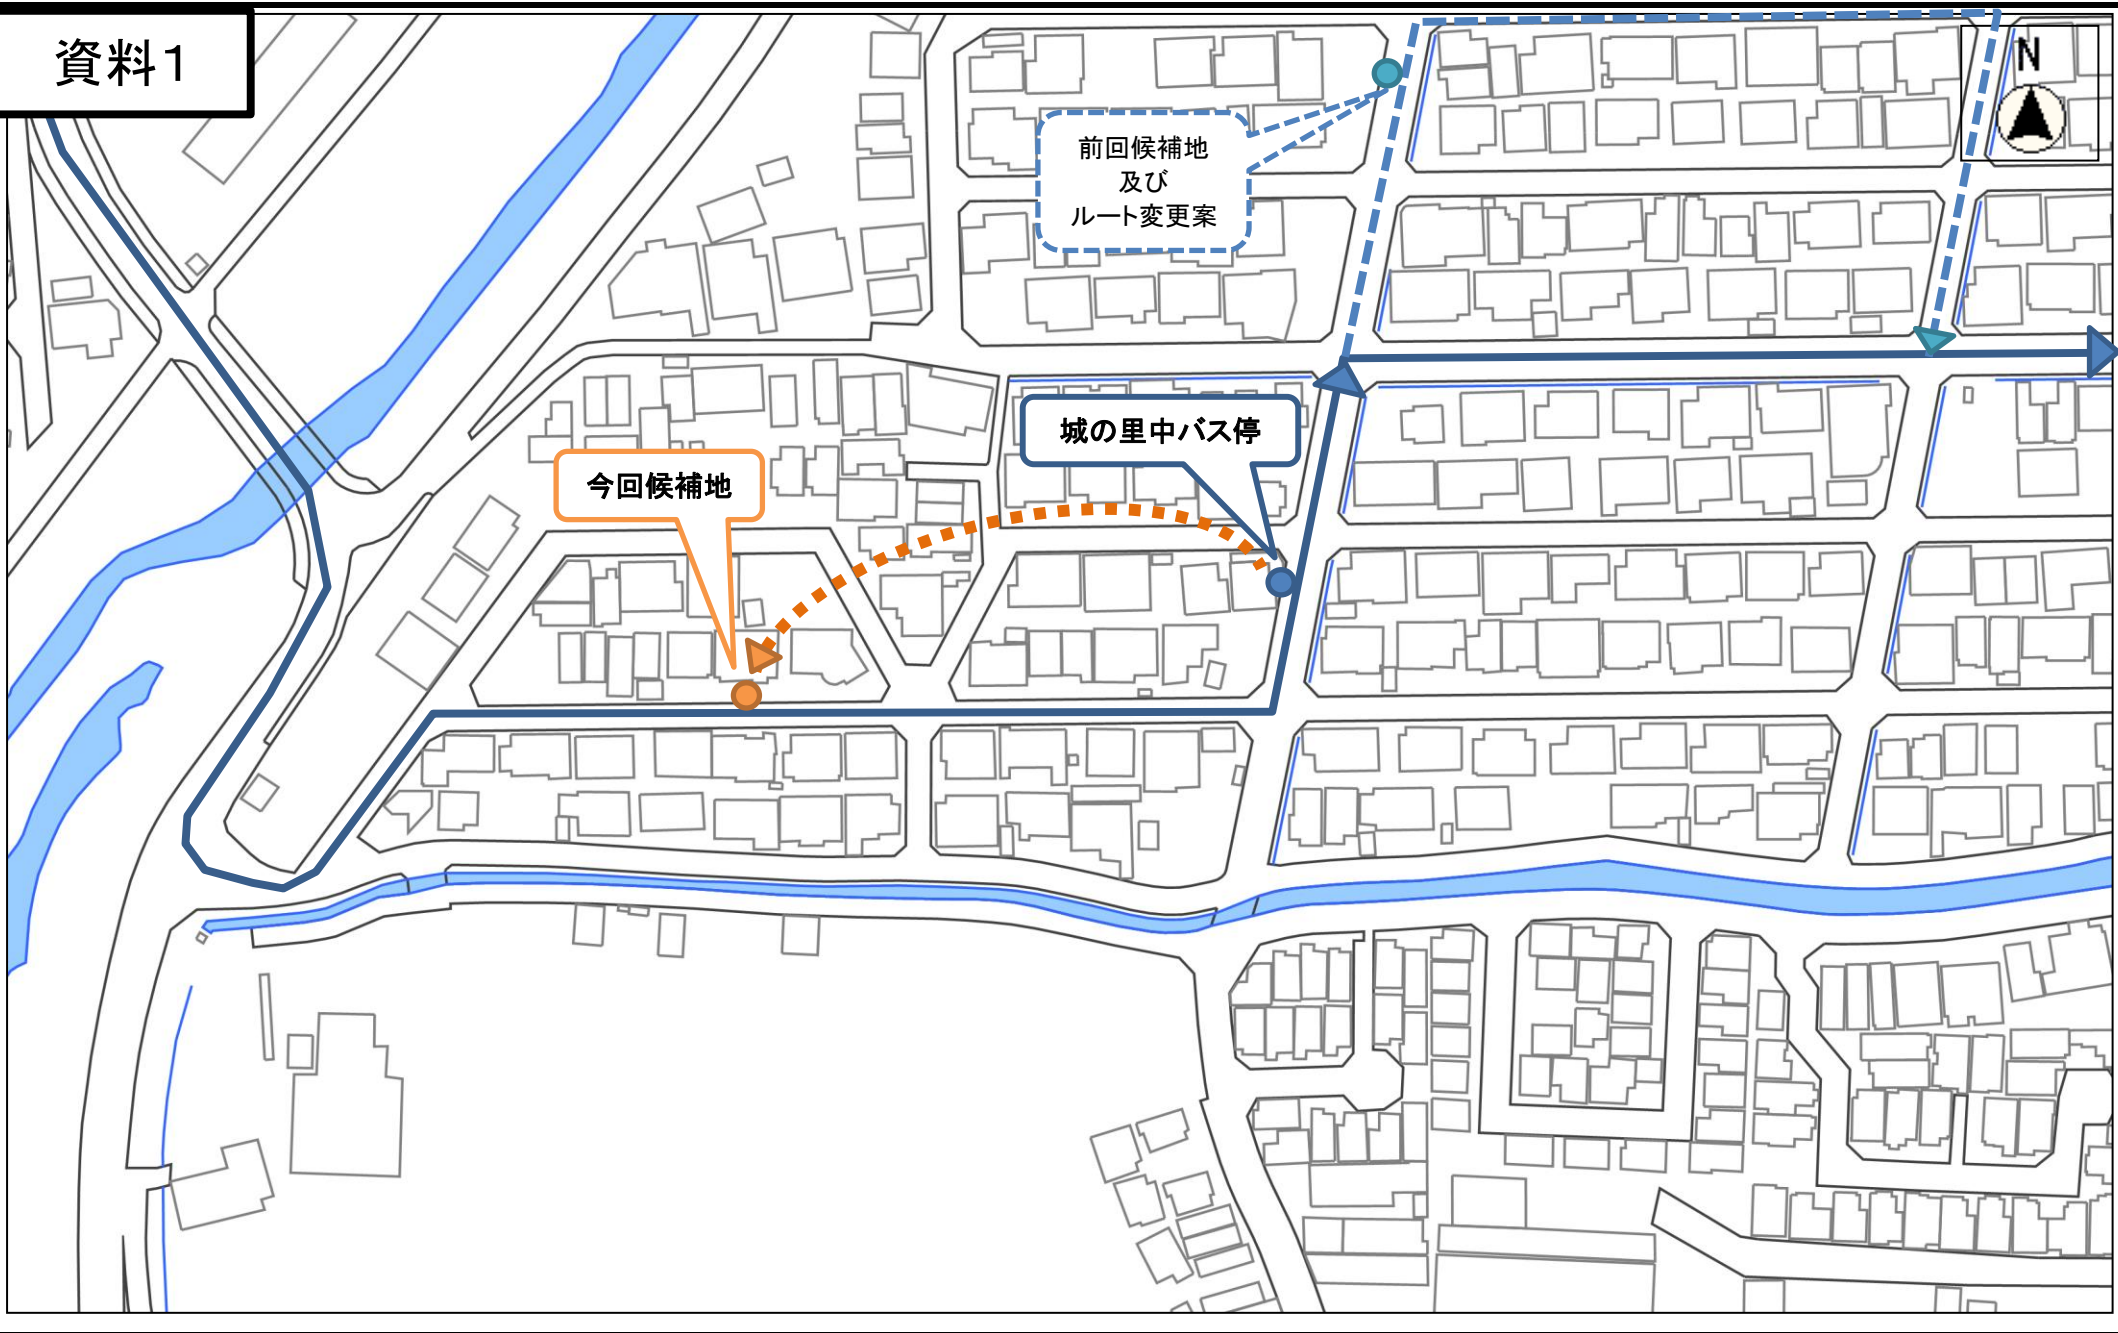 資料1
N
前回候補地
及び
ルート変更案
城の里中バス停
今回候補地